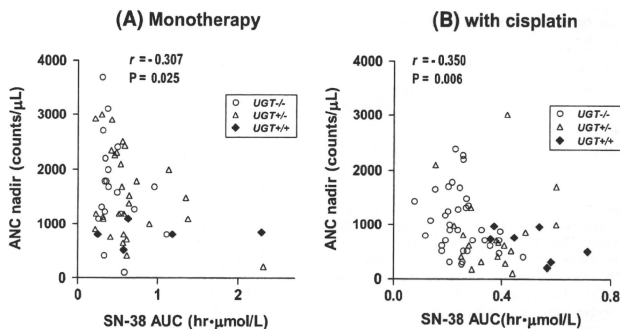 (A) Monotherapy
r = - 0.307
P = 0.025
UGT-/-
UGT+/-
UGT+/+
ANC nadir (counts/μL)
4000
3000
2000
1000
0
0
1
2
SN-38 AUC (hr•μmol/L)
(B) with cisplatin
r = - 0.350
P = 0.006
UGT-/-
UGT+/-
UGT+/+
ANC nadir (counts/μL)
4000
3000
2000
1000
0
0.0
0.4
0.8
SN-38 AUC (hr•μmol/L)